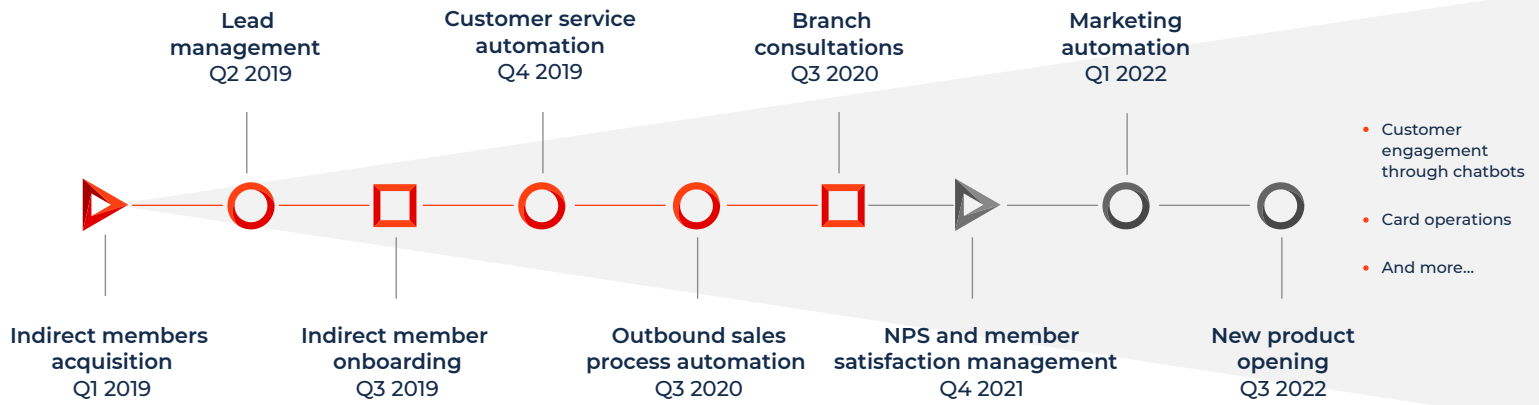 Lead
management
Q2 2019
Customer service
automation
Q4 2019
Branch
consultations
Q3 2020
Marketing
automation
Q1 2022
Customer
engagement
through chatbots
Card operations
And more...
Indirect members
acquisition
Q1 2019
Indirect member
onboarding
Q3 2019
Outbound sales
process automation
Q3 2020
NPS and member
satisfaction management
Q4 2021
New product
opening
Q3 2022